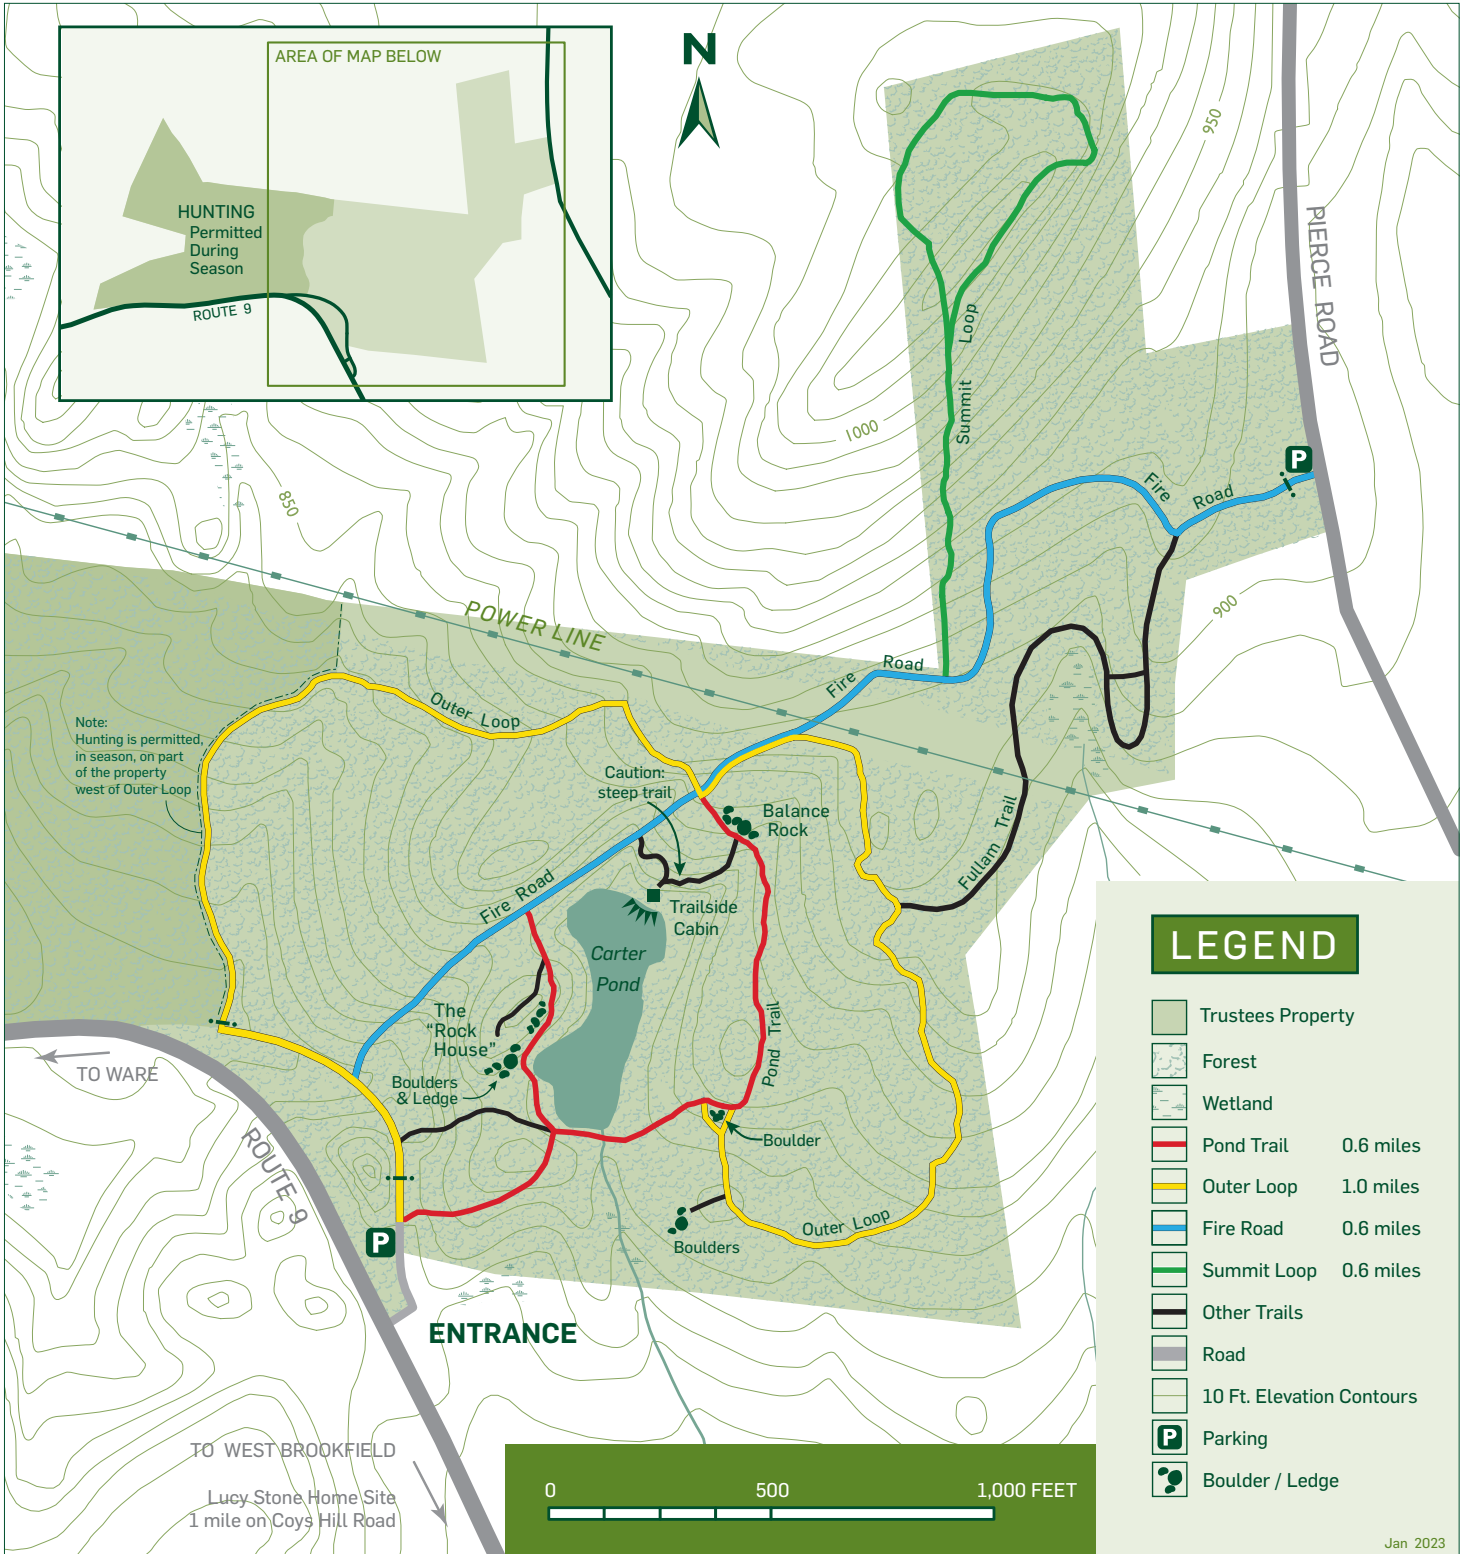 AREA OF MAP BELOW
HUNTING
Permitted
During
Season
ROUTE 9
N
950
PIERCE ROAD
Summit Loop
1000
850
P
Fire Road
900
POWER LINE
Fire Road
Outer Loop
Note:
Hunting is permitted,
in season, on part
of the property
west of Outer Loop
Caution:
steep trail
Balance
Rock
Fullam Trail
Fire Road
Trailside
Cabin
Carter
Pond
The
"Rock
House"
Boulders
& Ledge
Pond Trail
TO WARE
ROUTE 9
Boulder
Outer Loop
Boulders
P
ENTRANCE
TO WEST BROOKFIELD
Lucy Stone Home Site
1 mile on Coys Hill Road
0 500 1,000 FEET
LEGEND
Trustees Property
Forest
Wetland
Pond Trail 0.6 miles
Outer Loop 1.0 miles
Fire Road 0.6 miles
Summit Loop 0.6 miles
Other Trails
Road
10 Ft. Elevation Contours
P Parking
Boulder / Ledge
Jan 2023